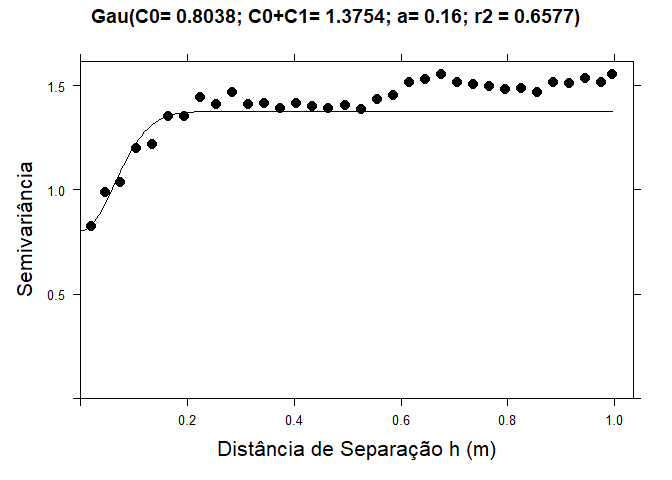 Gau(C0= 0.8038; C0+C1= 1.3754; a= 0.16; r2 = 0.6577)
1.5
1.0
0.5
Semivariância
0.2 0.4 0.6 0.8 1.0
Distância de Separação h (m)